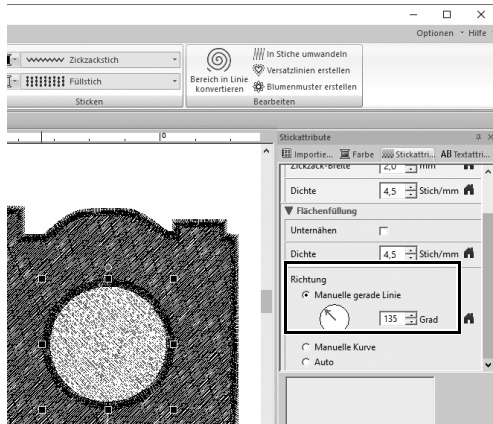 Optionen Hilfe
Zickzackstich
Füllstich
Sticken
Bereich in Linie
konvertieren
In Stiche umwandeln
Versatzlinien erstellen
Blumenmuster erstellen
Bearbeiten
0
Stickattribute
Importie... Farbe Stickattri... AB Textattri...
Zickzack-Breite 2,0 mm
Dichte 4,5 Stich/mm
Flächenfüllung
Unternähen
Dichte 4,5 Stich/mm
Richtung
Manuelle gerade Linie
135 Grad
Manuelle Kurve
Auto